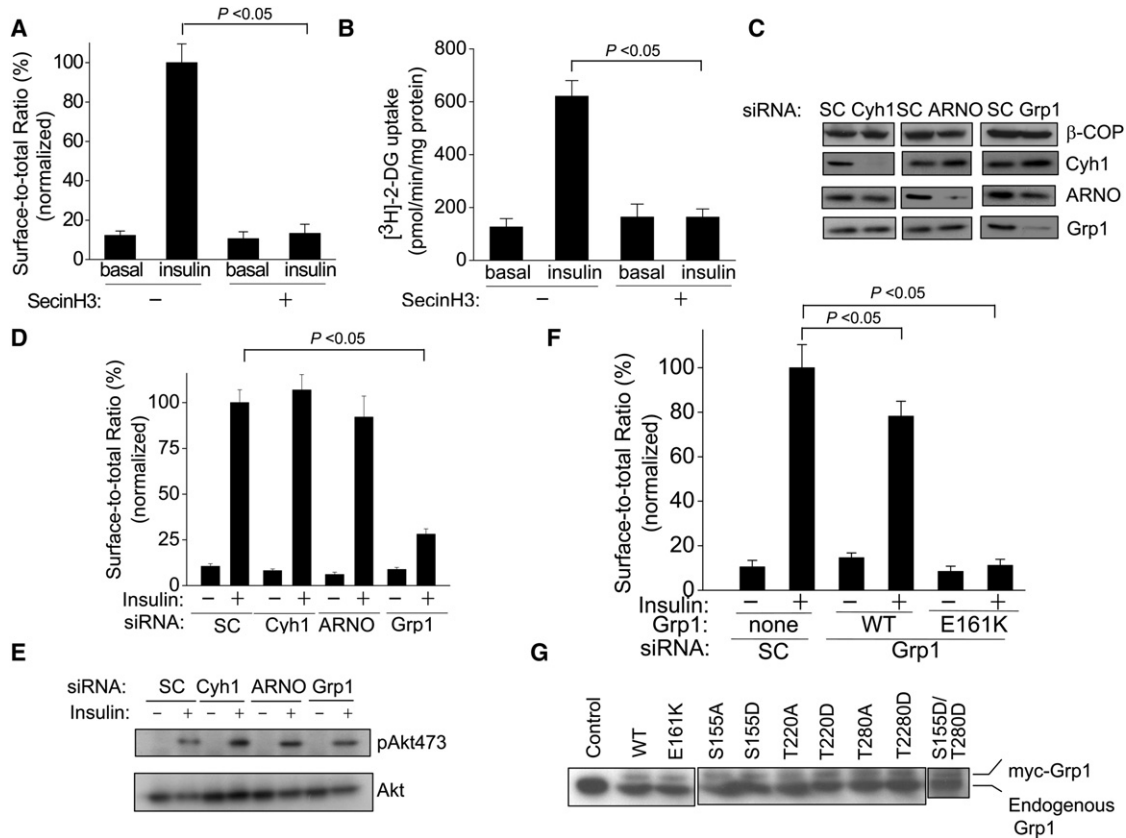 A
P <0.05
Surface-to-total Ratio (%)
(normalized)
100
80
60
40
20
0
basal insulin basal insulin
SecinH3: − +
B
P <0.05
[³H]-2-DG uptake
(pmol/min/mg protein)
800
600
400
200
0
basal insulin basal insulin
SecinH3: − +
C
siRNA: SC Cyh1 SC ARNO SC Grp1
β-COP
Cyh1
ARNO
Grp1
D
P <0.05
Surface-to-total Ratio (%)
(normalized)
100
75
50
25
0
Insulin: − + − + − + − +
siRNA: SC Cyh1 ARNO Grp1
E
siRNA: SC Cyh1 ARNO Grp1
Insulin: − + − + − + − +
pAkt473
Akt
F
P <0.05
P <0.05
Surface-to-total Ratio (%)
(normalized)
100
80
60
40
20
0
Insulin: − + − + − +
Grp1: none WT E161K
siRNA: SC Grp1
G
Control
WT
E161K
S155A
S155D
T220A
T220D
T280A
T2280D
S155D/
T280D
myc-Grp1
Endogenous
Grp1